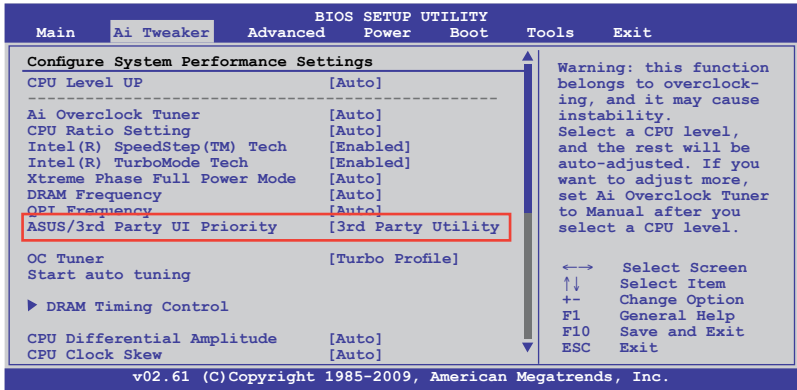 BIOS SETUP UTILITY
Main Ai Tweaker Advanced Power Boot Tools Exit
Configure System Performance Settings
CPU Level UP [Auto]
Ai Overclock Tuner [Auto]
CPU Ratio Setting [Auto]
Intel(R) SpeedStep(TM) Tech [Enabled]
Intel(R) TurboMode Tech [Enabled]
Xtreme Phase Full Power Mode [Auto]
DRAM Frequency [Auto]
QPI Frequency [Auto]
ASUS/3rd Party UI Priority [3rd Party Utility
OC Tuner [Turbo Profile]
Start auto tuning
DRAM Timing Control
CPU Differential Amplitude [Auto]
CPU Clock Skew [Auto]
Warning: this function
belongs to overclock-
ing, and it may cause
instability.
Select a CPU level,
and the rest will be
auto-adjusted. If you
want to adjust more,
set Ai Overclock Tuner
to Manual after you
select a CPU level.
←→ Select Screen
↑↓ Select Item
+- Change Option
F1 General Help
F10 Save and Exit
ESC Exit
v02.61 (C)Copyright 1985-2009, American Megatrends, Inc.